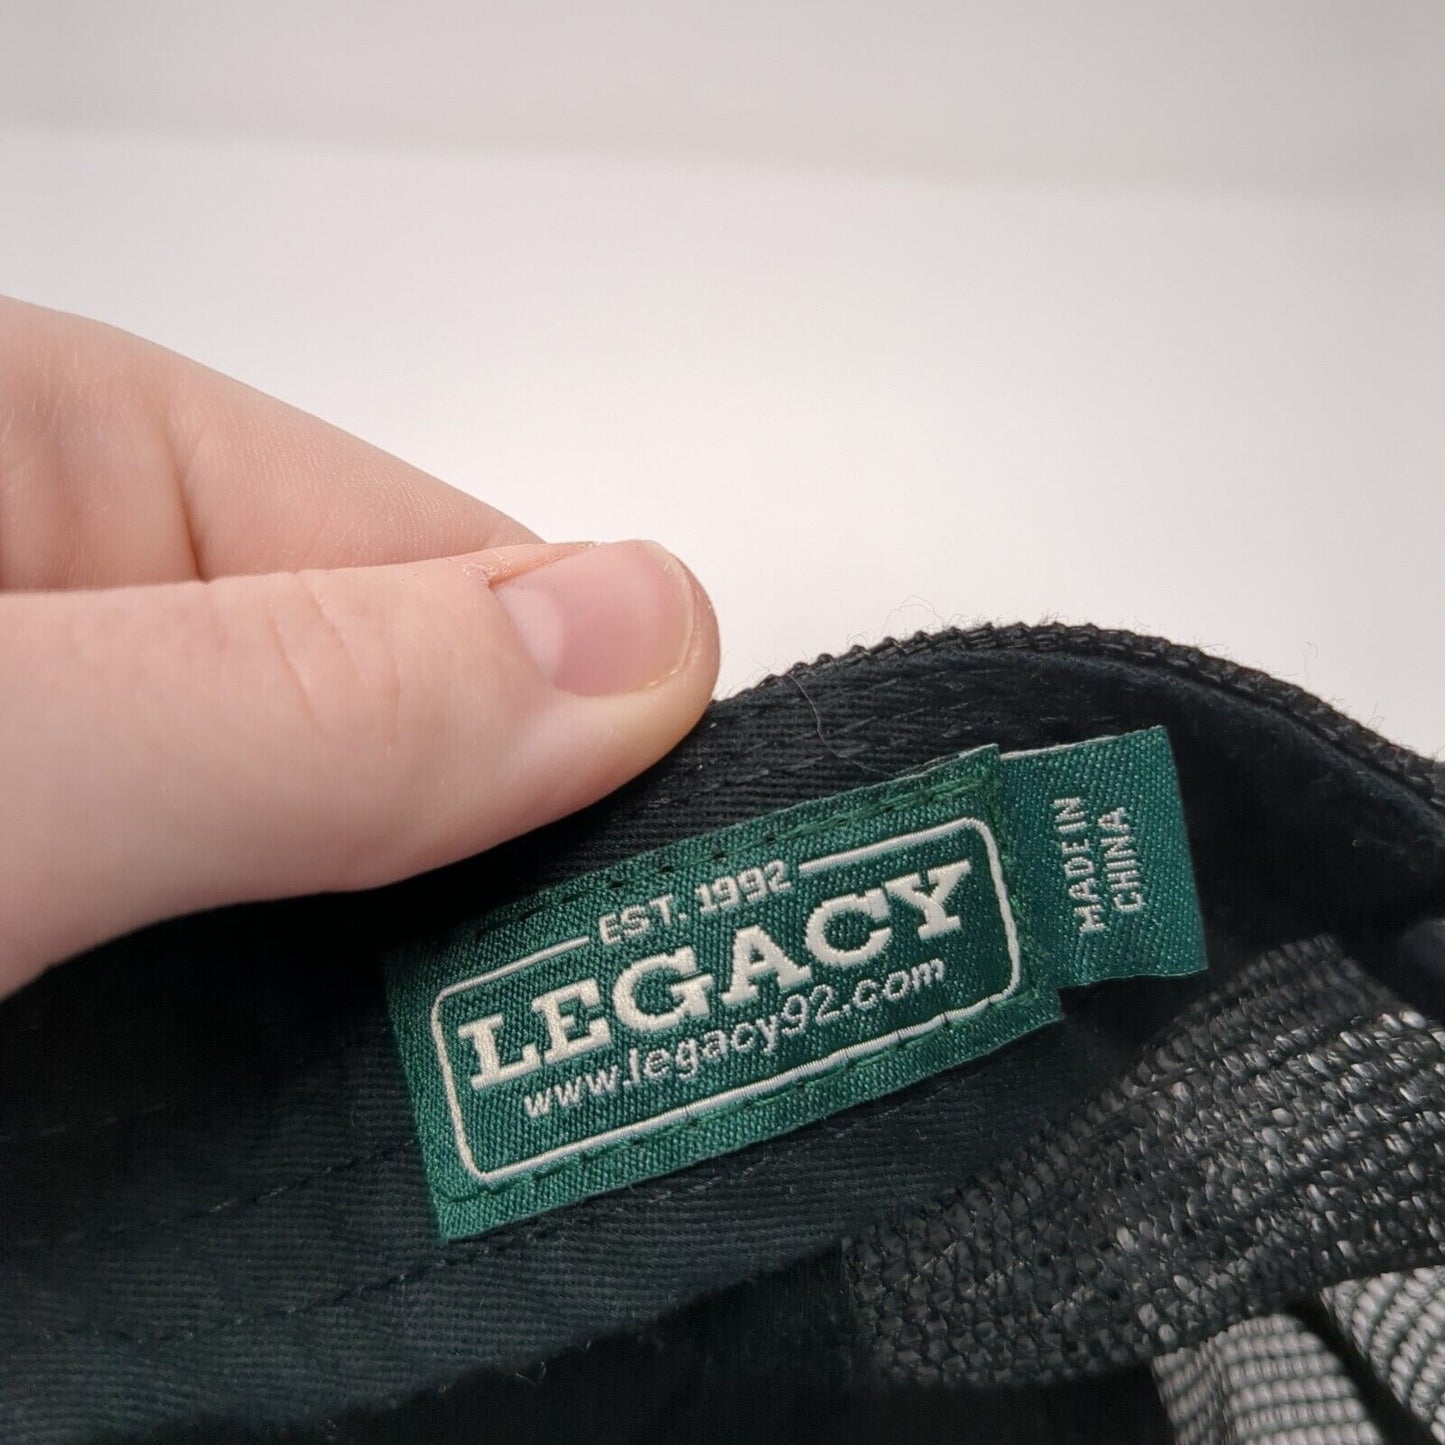 EST. 1992
LEGACY
www.legacy92.com
MADE IN
CHINA